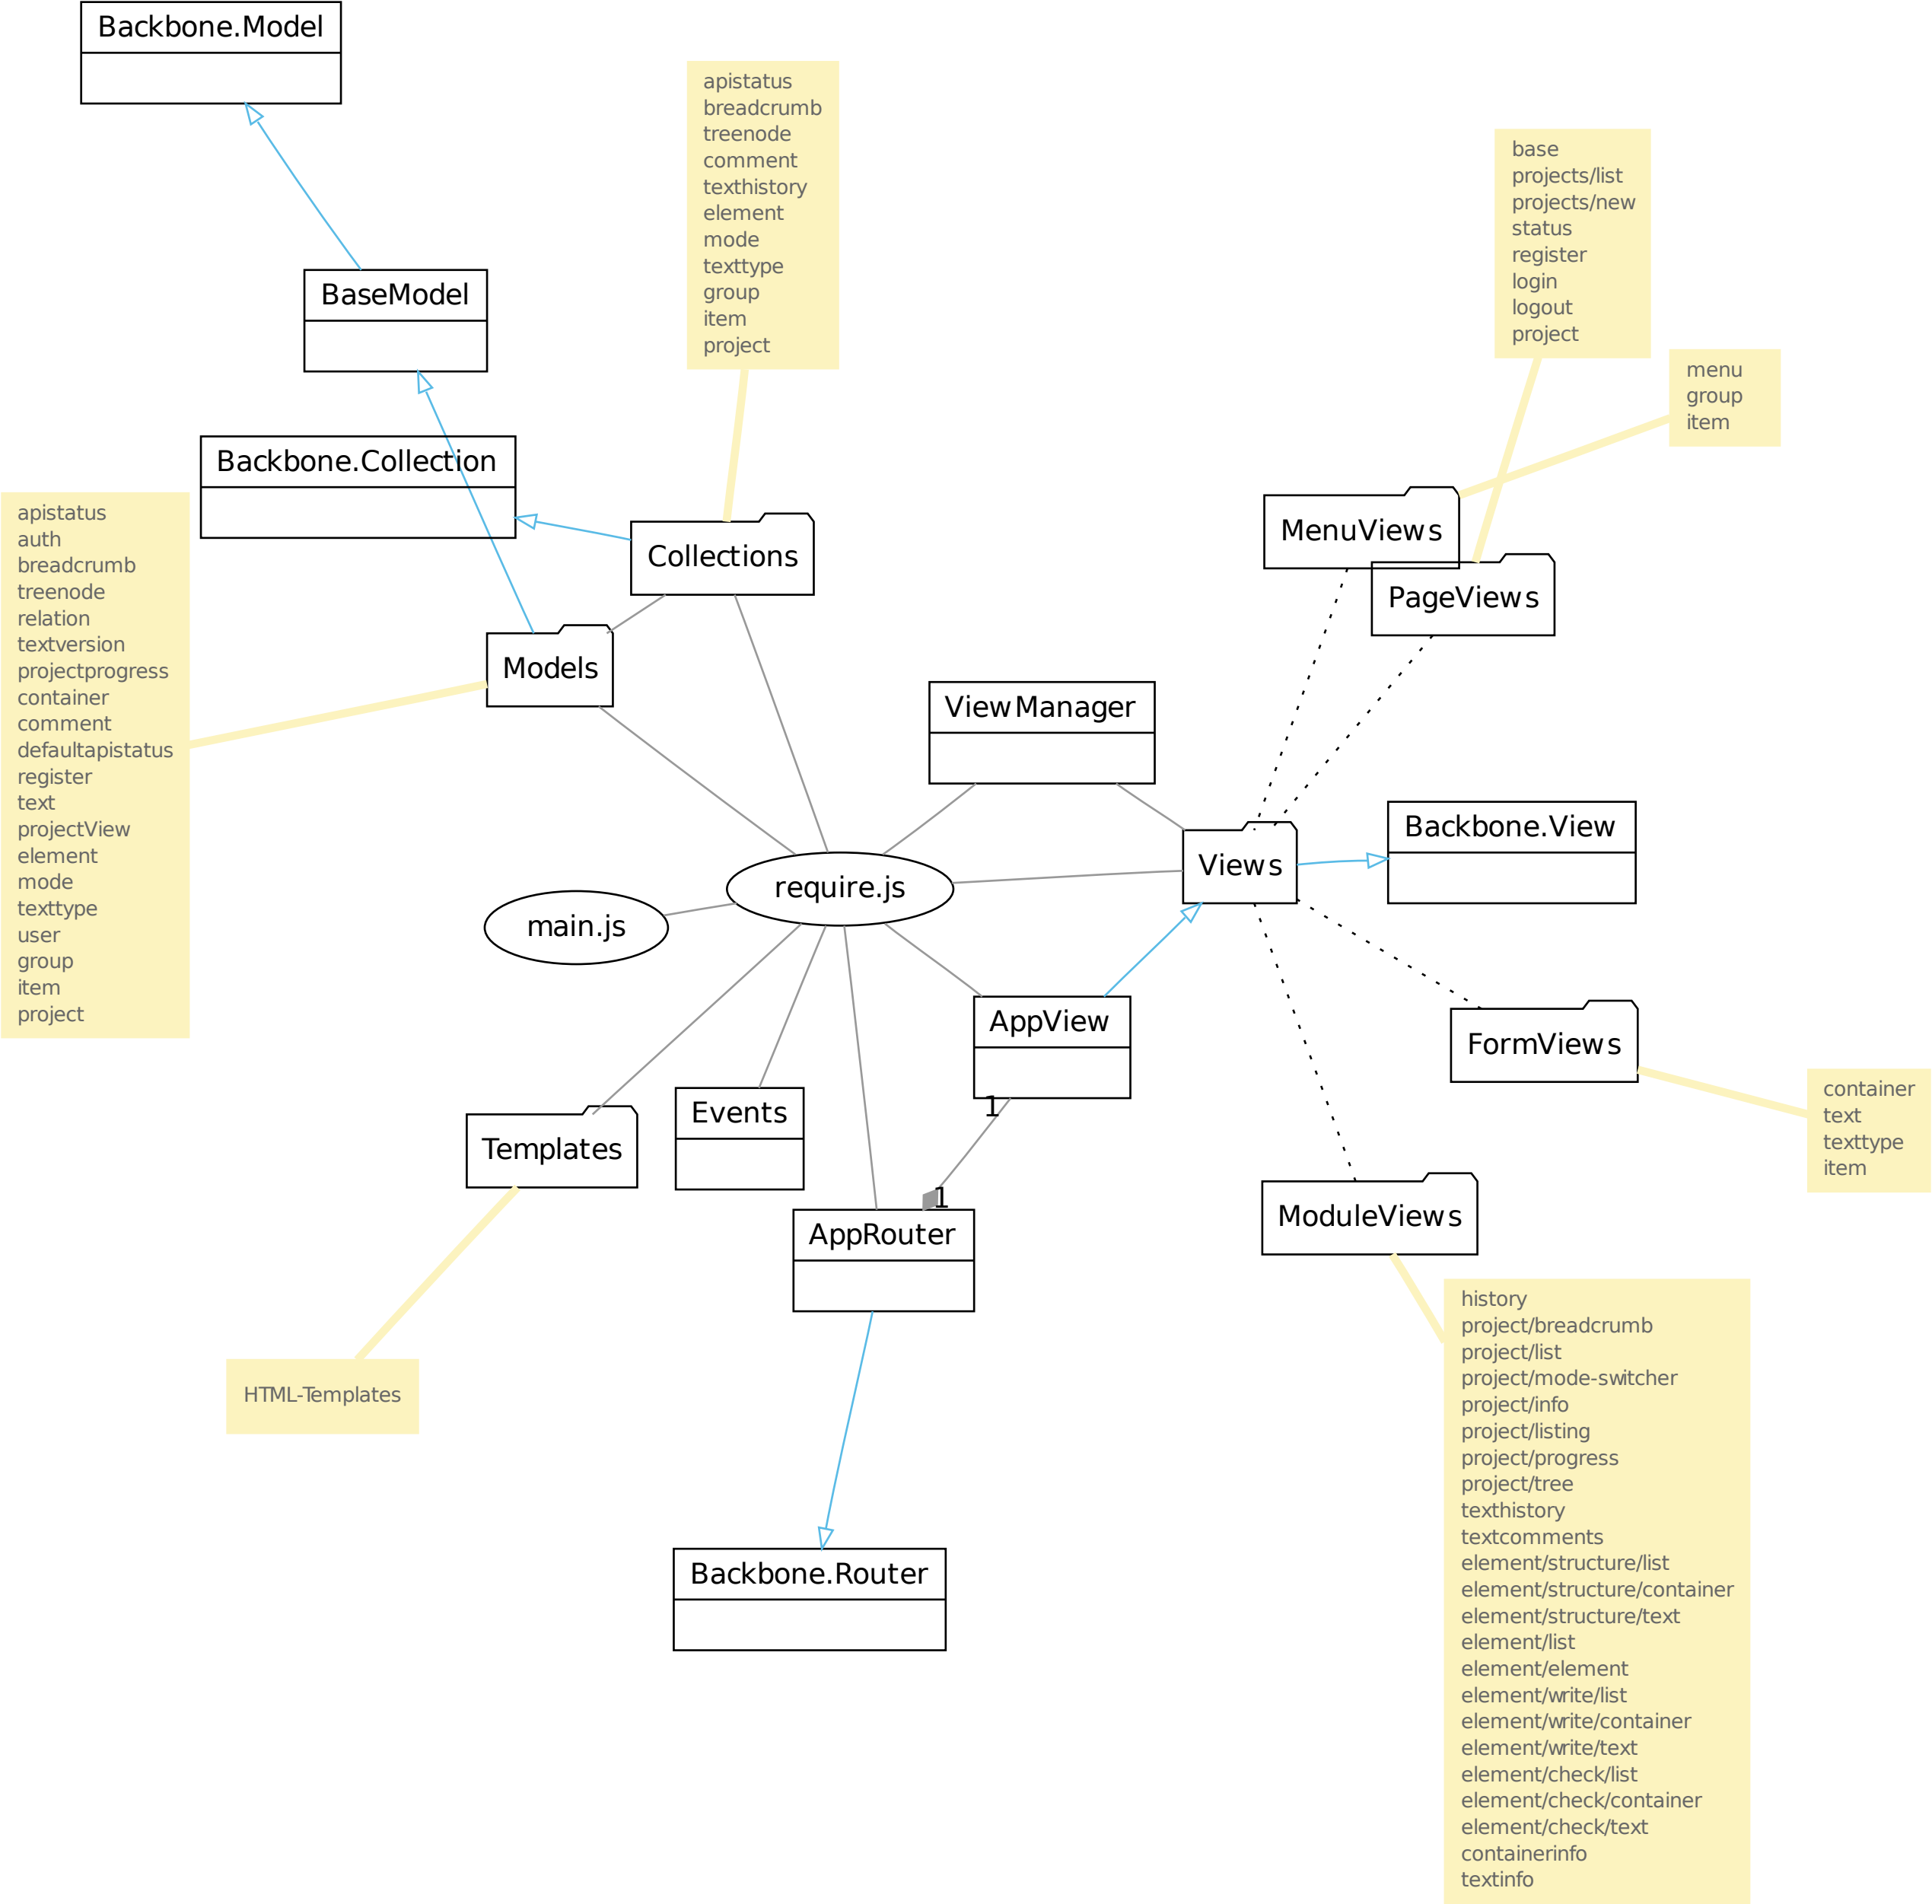 Backbone.Model
apistatus
breadcrumb
treenode
comment
texthistory
element
mode
texttype
group
item
project
base
projects/list
projects/new
status
register
login
logout
project
BaseModel
menu
group
item
Backbone.Collection
MenuViews
PageViews
Collections
apistatus
auth
breadcrumb
treenode
relation
textversion
projectprogress
container
comment
defaultapistatus
register
text
projectView
element
mode
texttype
user
group
item
project
Models
ViewManager
Backbone.View
Views
require.js
main.js
AppView
FormViews
container
text
texttype
item
1
Events
Templates
1
AppRouter
ModuleViews
history
project/breadcrumb
project/list
project/mode-switcher
project/info
project/listing
project/progress
project/tree
texthistory
textcomments
element/structure/list
element/structure/container
element/structure/text
element/list
element/element
element/write/list
element/write/container
element/write/text
element/check/list
element/check/container
element/check/text
containerinfo
textinfo
HTML-Templates
Backbone.Router